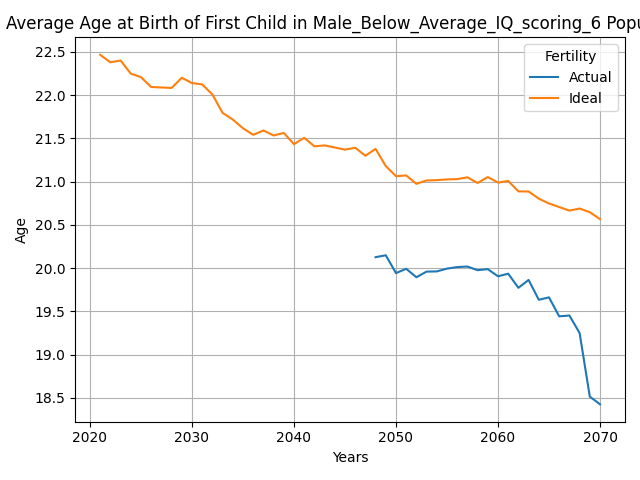 Average Age at Birth of First Child in Male_Below_Average_IQ_scoring_6
22.5
22.0
21.5
21.0
20.5
20.0
19.5
19.0
18.5
Age
Fertility
Actual
Ideal
2020 2030 2040 2050 2060 2070
Years